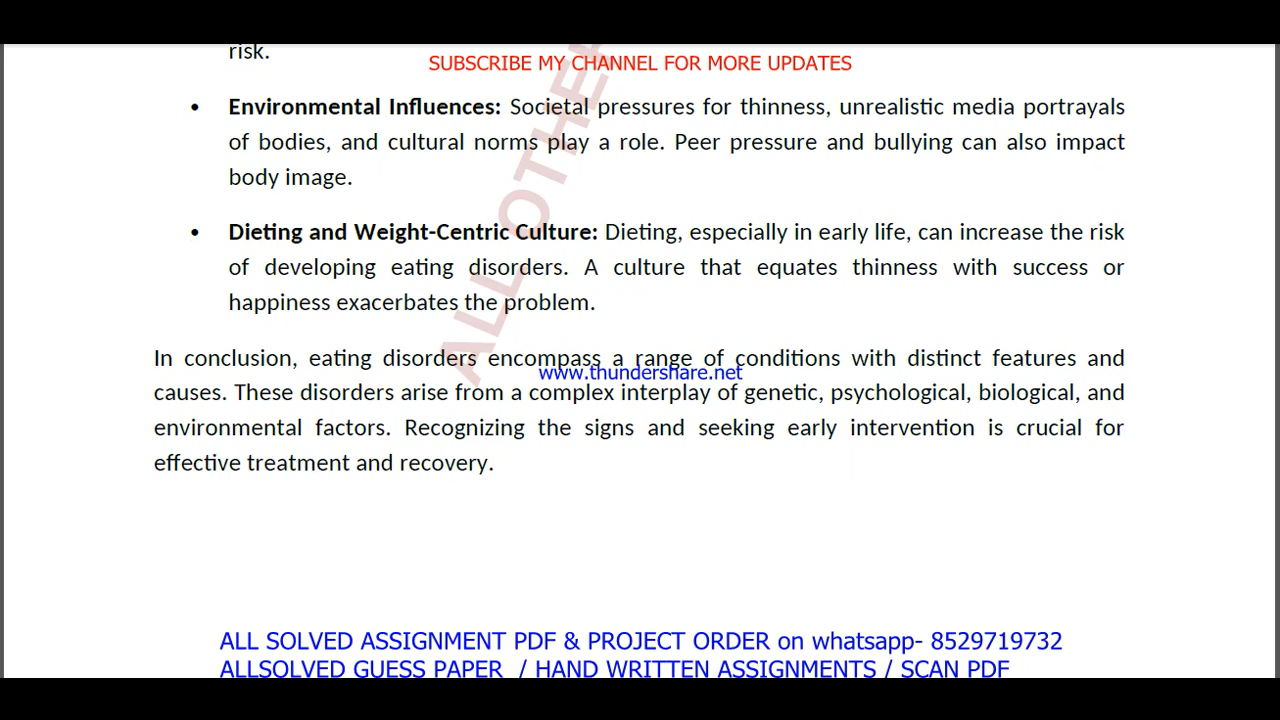 risk.
SUBSCRIBE MY CHANNEL FOR MORE UPDATES
• Environmental Influences: Societal pressures for thinness, unrealistic media portrayals
of bodies, and cultural norms play a role. Peer pressure and bullying can also impact
body image.
• Dieting and Weight-Centric Culture: Dieting, especially in early life, can increase the risk
of developing eating disorders. A culture that equates thinness with success or
happiness exacerbates the problem.
ALL OTHER
In conclusion, eating disorders encompass a range of conditions with distinct features and
www.thundershare.net
causes. These disorders arise from a complex interplay of genetic, psychological, biological, and
environmental factors. Recognizing the signs and seeking early intervention is crucial for
effective treatment and recovery.
ALL SOLVED ASSIGNMENT PDF & PROJECT ORDER on whatsapp- 8529719732
ALLSOLVED GUESS PAPER / HAND WRITTEN ASSIGNMENTS / SCAN PDF